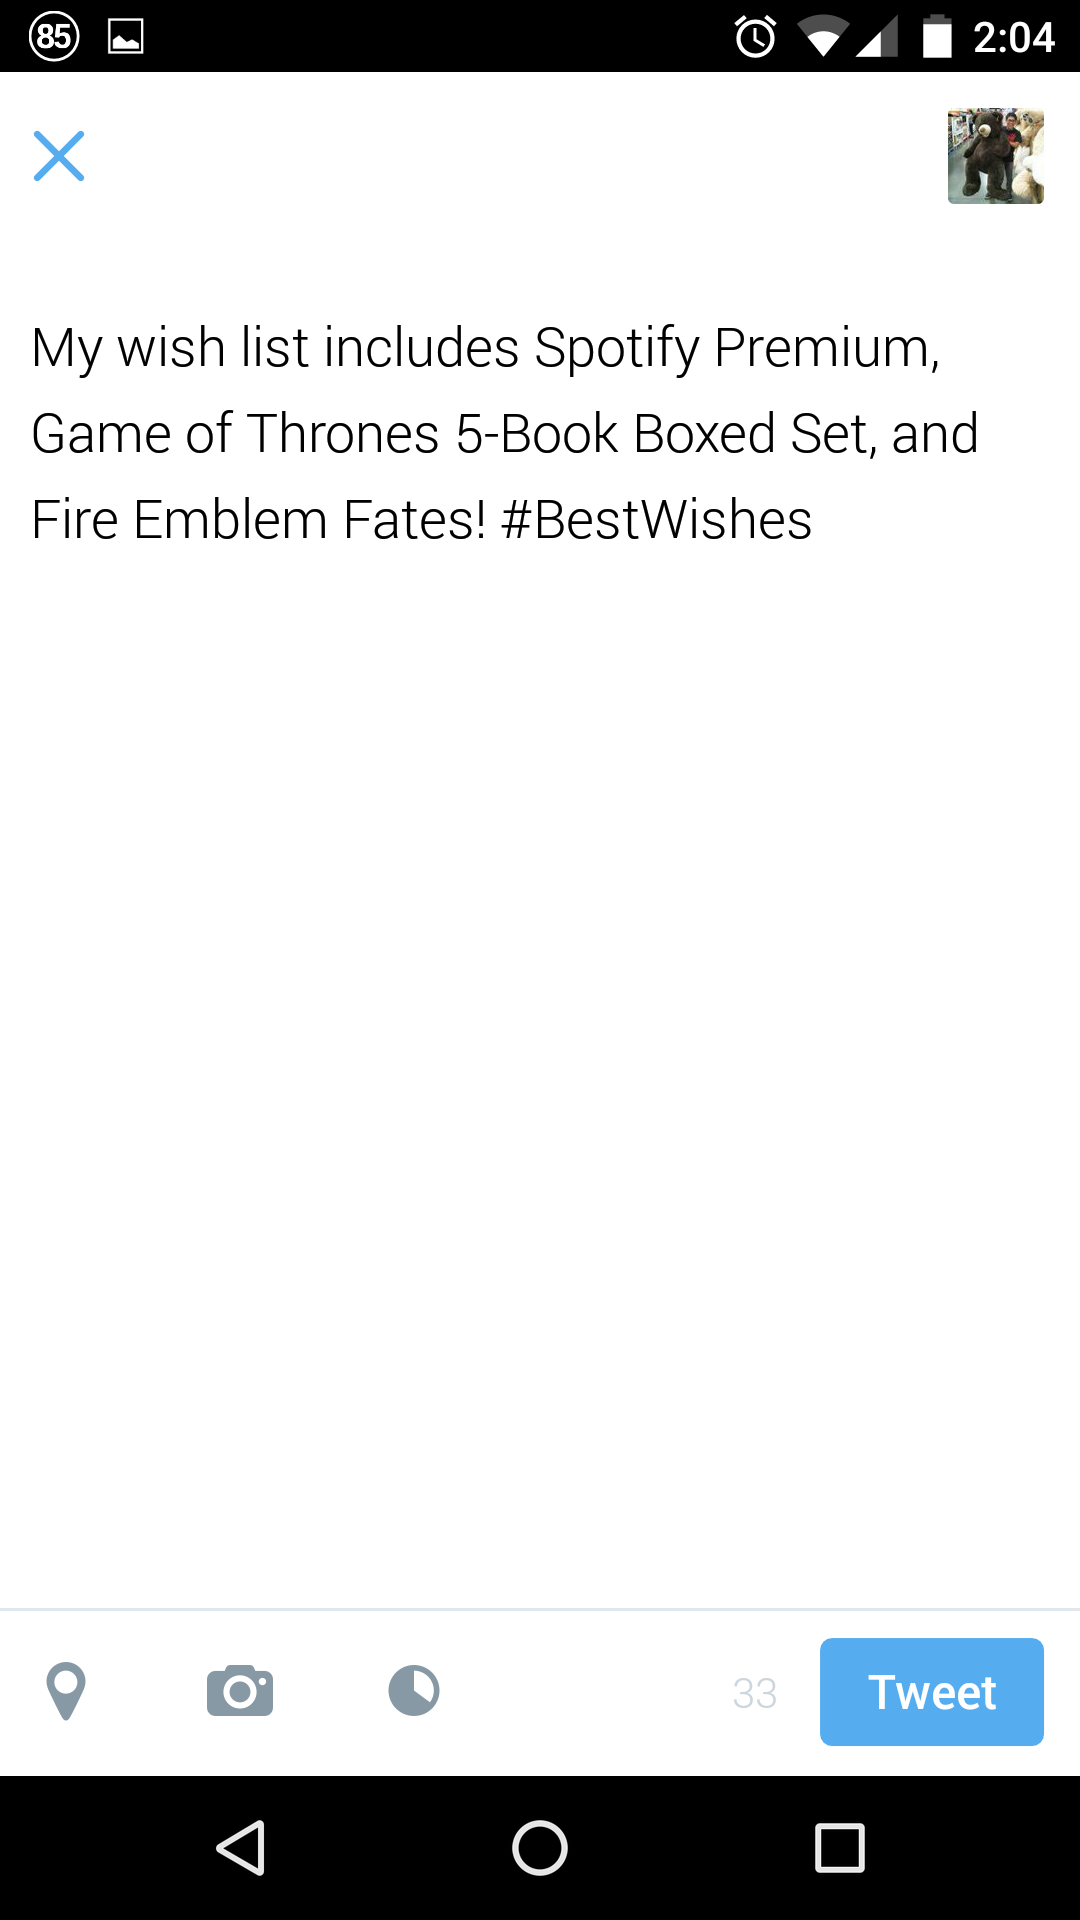 85
2:04
My wish list includes Spotify Premium,
Game of Thrones 5-Book Boxed Set, and
Fire Emblem Fates! #BestWishes
33
Tweet